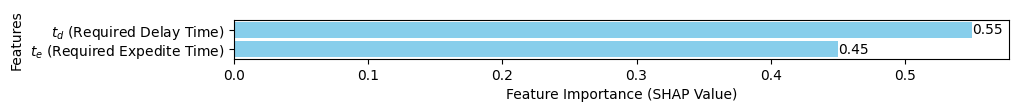 Features
t_d (Required Delay Time)
0.55
t_e (Required Expedite Time)
0.45
0.0 0.1 0.2 0.3 0.4 0.5
Feature Importance (SHAP Value)